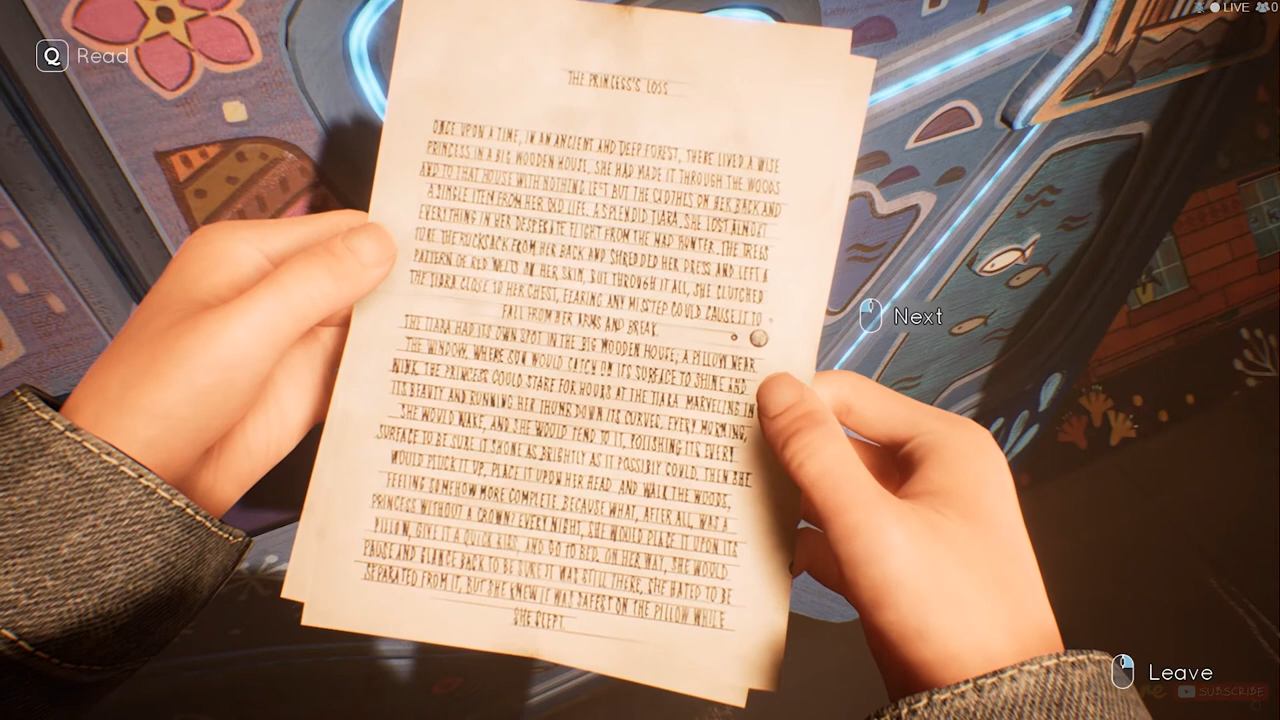 LIVE 0
Q Read
THE PRINCESS'S LOSS
ONCE UPON A TIME, IN AN ANCIENT AND DEEP FOREST, THERE LIVED A WISE
PRINCESS IN A BIG WOODEN HOUSE. SHE HAD MADE IT THROUGH THE WOODS
AND TO THAT HOUSE WITH NOTHING LEFT BUT THE CLOTHES ON HER BACK AND
A SINGLE ITEM FROM HER OLD LIFE. A SPLENDID TIARA. SHE LOST ALMOST
EVERYTHING IN HER DESPERATE FLIGHT FROM THE MAD HUNTER. THE TREES
TORE THE RUCKSACK FROM HER BACK AND SHREDDED HER DRESS AND LEFT A
PATTERN OF RED WELTS ON HER SKIN. BUT THROUGH IT ALL, SHE CLUTCHED
THE TIARA CLOSE TO HER CHEST, FEARING ANY MISSTEP COULD CAUSE IT TO
FALL FROM HER ARMS AND BREAK.
THE TIARA HAD ITS OWN SPOT IN THE BIG WOODEN HOUSE; A PILLOW NEAR
THE WINDOW, WHERE SUN WOULD CATCH ON ITS SURFACE TO SHINE AND
WINK. THE PRINCESS COULD STARE FOR HOURS AT THE TIARA MARVELING IN
ITS BEAUTY AND RUNNING HER THUMB DOWN ITS CURVES. EVERY MORNING,
SHE WOULD WAKE, AND SHE WOULD TEND TO IT, POLISHING ITS EVERY
SURFACE TO BE SURE IT SHONE AS BRIGHTLY AS IT POSSIBLY COULD. THEN SHE
WOULD PLUCK IT UP, PLACE IT UPON HER HEAD AND WALK THE WOODS,
FEELING SOMEHOW MORE COMPLETE. BECAUSE WHAT, AFTER ALL, WAS A
PRINCESS WITHOUT A CROWN? EVERY NIGHT, SHE WOULD PLACE IT UPON ITS
PILLOW, GIVE IT A QUICK KISS, AND GO TO BED. ON HER WAY, SHE WOULD
PAUSE AND GLANCE BACK TO BE SURE IT WAS STILL THERE. SHE HATED TO BE
SEPARATED FROM IT, BUT SHE KNEW IT WAS SAFEST ON THE PILLOW WHILE
SHE SLEPT.
Next
Leave
SUBSCRIBE